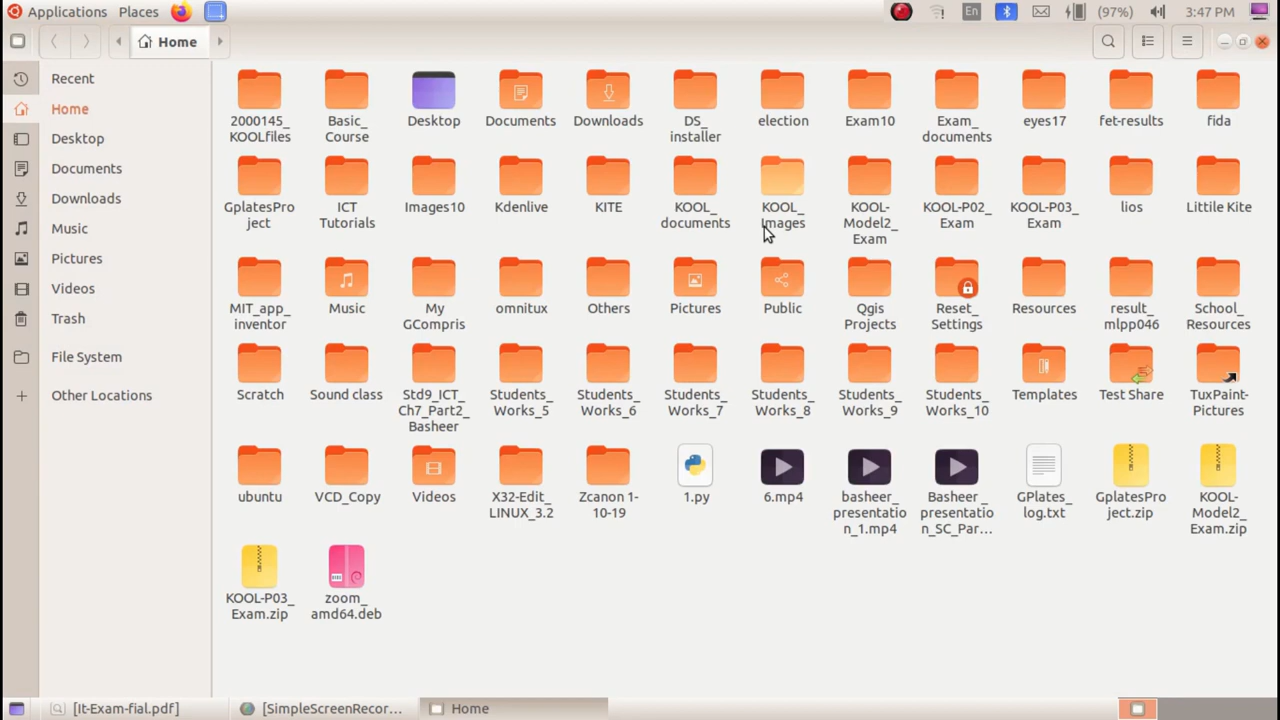 Applications Places En (97%) 3:47 PM
Home
Recent
Home
Desktop
Documents
Downloads
Music
Pictures
Videos
Trash
File System
Other Locations
2000145_
KOOLfiles
Basic_
Course
Desktop
Documents
Downloads
DS_
installer
election
Exam10
Exam_
documents
eyes17
fet-results
fida
GplatesPro
ject
ICT
Tutorials
Images10
Kdenlive
KITE
KOOL_
documents
KOOL_
Images
KOOL-
Model2_
Exam
KOOL-P02_
Exam
KOOL-P03_
Exam
lios
Littile Kite
MIT_app_
inventor
Music
My
GCompris
omnitux
Others
Pictures
Public
Qgis
Projects
Reset_
Settings
Resources
result_
mlpp046
School_
Resources
Scratch
Sound class
Std9_ICT_
Ch7_Part2_
Basheer
Students_
Works_5
Students_
Works_6
Students_
Works_7
Students_
Works_8
Students_
Works_9
Students_
Works_10
Templates
Test Share
TuxPaint-
Pictures
ubuntu
VCD_Copy
Videos
X32-Edit_
LINUX_3.2
Zcanon 1-
10-19
1.py
6.mp4
basheer_
presentatio
n_1.mp4
Basheer_
presentatio
n_SC_Par...
GPlates_
log.txt
GplatesPro
ject.zip
KOOL-
Model2_
Exam.zip
KOOL-P03_
Exam.zip
zoom_
amd64.deb
[It-Exam-fial.pdf]
[SimpleScreenRecor...
Home